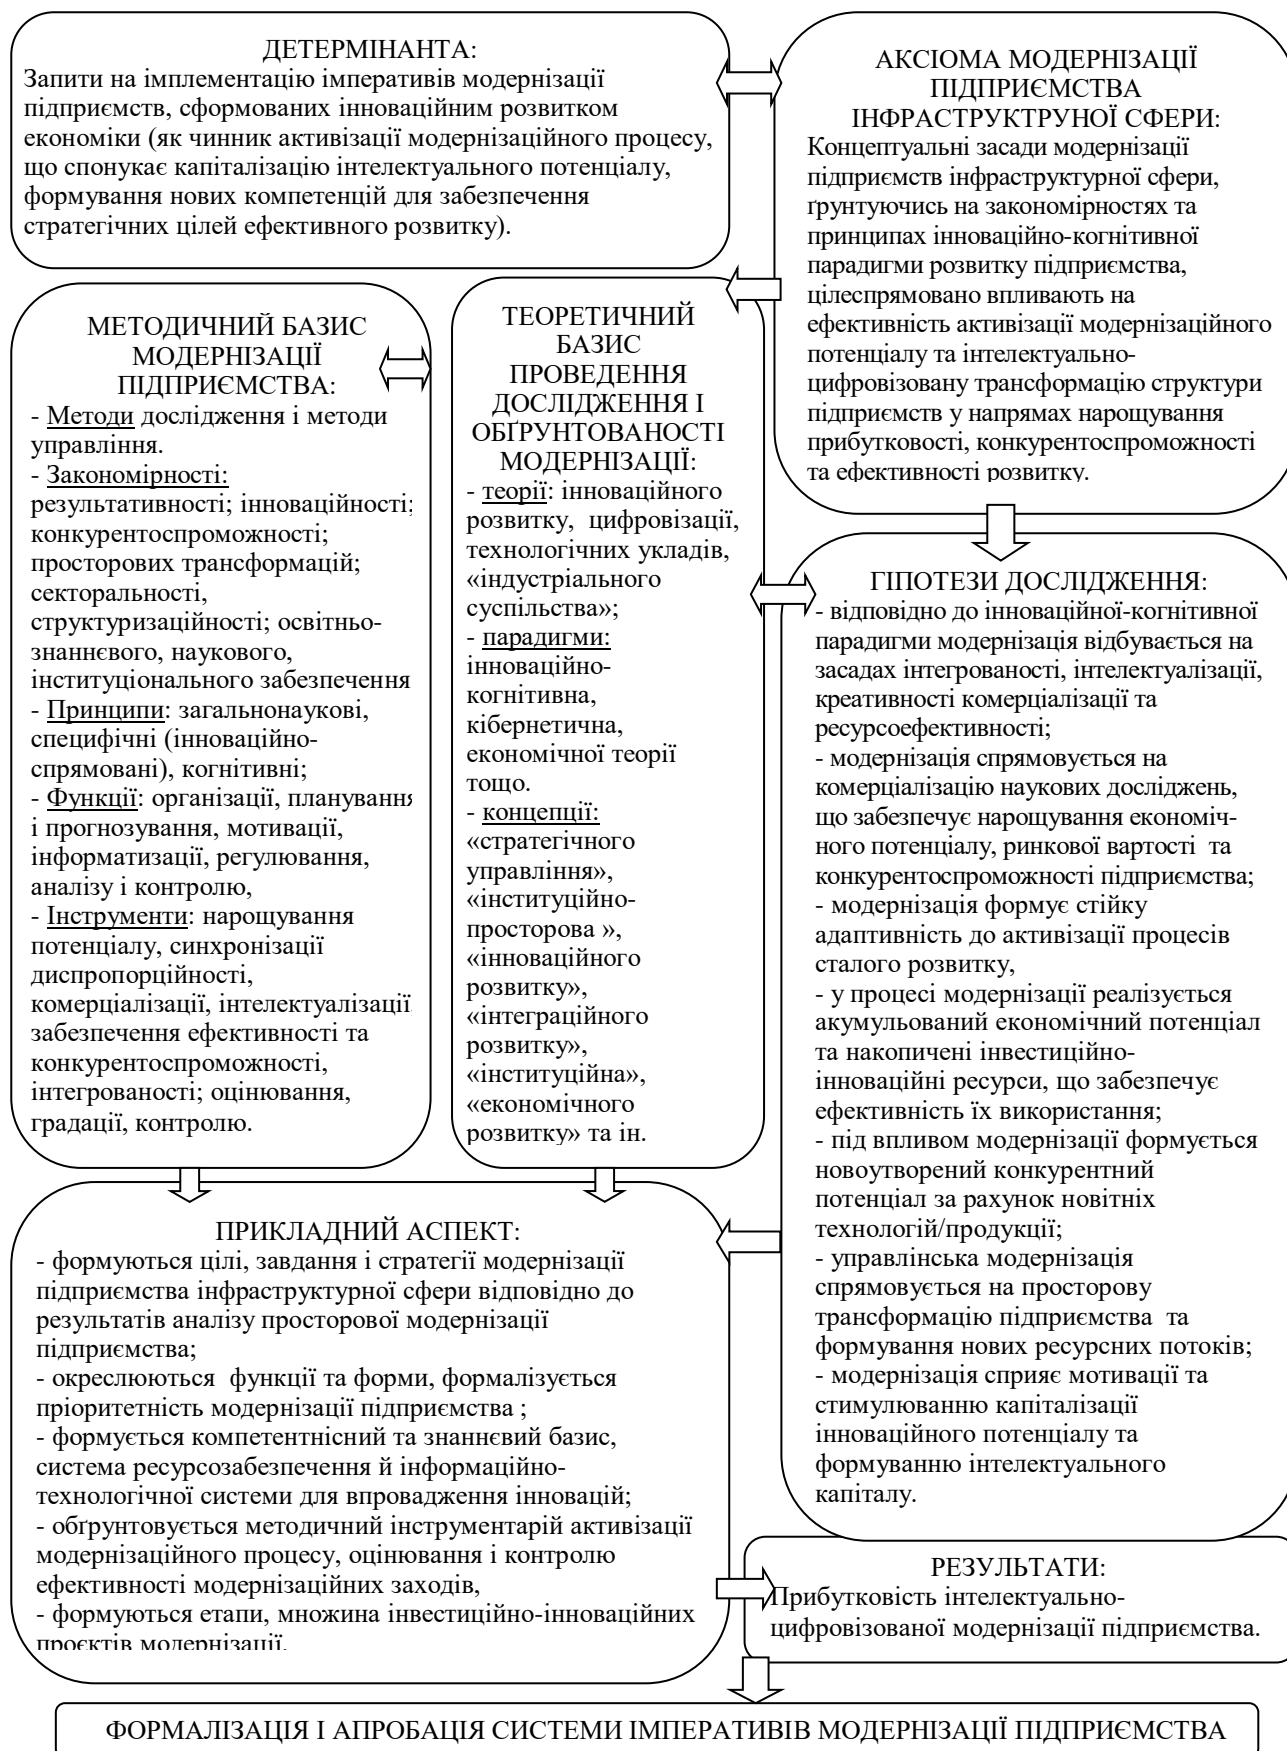 ДЕТЕРМІНАНТА:
Запити на імплементацію імперативів модернізації
підприємств, сформованих інноваційним розвитком
економіки (як чинник активізації модернізаційного процесу,
що спонукає капіталізацію інтелектуального потенціалу,
формування нових компетенцій для забезпечення
стратегічних цілей ефективного розвитку).
АКСІОМА МОДЕРНІЗАЦІЇ
ПІДПРИЄМСТВА
ІНФРАСТРУКТРУНОЇ СФЕРИ:
Концептуальні засади модернізації
підприємств інфраструктурної сфери,
ґрунтуючись на закономірностях та
принципах інноваційно-когнітивної
парадигми розвитку підприємства,
цілеспрямовано впливають на
ефективність активізації модернізаційного
потенціалу та інтелектуально-
цифровізовану трансформацію структури
підприємств у напрямах нарощування
прибутковості, конкурентоспроможності
та ефективності розвитку.
МЕТОДИЧНИЙ БАЗИС
МОДЕРНІЗАЦІЇ
ПІДПРИЄМСТВА:
- Методи дослідження і методи
управління.
- Закономірності:
результативності; інноваційності;
конкурентоспроможності;
просторових трансформацій;
секторальності,
структуризаційності; освітньо-
знаннєвого, наукового,
інституціонального забезпечення
- Принципи: загальнонаукові,
специфічні (інноваційно-
спрямовані), когнітивні;
- Функції: організації, планування
і прогнозування, мотивації,
інформатизації, регулювання,
аналізу і контролю,
- Інструменти: нарощування
потенціалу, синхронізації
диспропорційності,
комерціалізації, інтелектуалізації
забезпечення ефективності та
конкурентоспроможності,
інтегрованості; оцінювання,
градації, контролю.
ТЕОРЕТИЧНИЙ
БАЗИС
ПРОВЕДЕННЯ
ДОСЛІДЖЕННЯ І
ОБҐРУНТОВАНОСТІ
МОДЕРНІЗАЦІЇ:
- теорії: інноваційного
розвитку, цифровізації,
технологічних укладів,
«індустріального
суспільства»;
- парадигми:
інноваційно-
когнітивна,
кібернетична,
економічної теорії
тощо.
- концепції:
«стратегічного
управління»,
«інституційно-
просторова »,
«інноваційного
розвитку»,
«інтеграційного
розвитку»,
«інституційна»,
«економічного
розвитку» та ін.
ГІПОТЕЗИ ДОСЛІДЖЕННЯ:
- відповідно до інноваційної-когнітивної
парадигми модернізація відбувається на
засадах інтегрованості, інтелектуалізації,
креативності комерціалізації та
ресурсоефективності;
- модернізація спрямовується на
комерціалізацію наукових досліджень,
що забезпечує нарощування економіч-
ного потенціалу, ринкової вартості та
конкурентоспроможності підприємства;
- модернізація формує стійку
адаптивність до активізації процесів
сталого розвитку,
- у процесі модернізації реалізується
акумульований економічний потенціал
та накопичені інвестиційно-
інноваційні ресурси, що забезпечує
ефективність їх використання;
- під впливом модернізації формується
новоутворений конкурентний
потенціал за рахунок новітніх
технологій/продукції;
- управлінська модернізація
спрямовується на просторову
трансформацію підприємства та
формування нових ресурсних потоків;
- модернізація сприяє мотивації та
стимулюванню капіталізації
інноваційного потенціалу та
формуванню інтелектуального
капіталу.
ПРИКЛАДНИЙ АСПЕКТ:
- формуються цілі, завдання і стратегії модернізації
підприємства інфраструктурної сфери відповідно до
результатів аналізу просторової модернізації
підприємства;
- окреслюються функції та форми, формалізується
пріоритетність модернізації підприємства ;
- формується компетентнісний та знаннєвий базис,
система ресурсозабезпечення й інформаційно-
технологічної системи для впровадження інновацій;
- обґрунтовується методичний інструментарій активізації
модернізаційного процесу, оцінювання і контролю
ефективності модернізаційних заходів,
- формуються етапи, множина інвестиційно-інноваційних
проєктів модернізації.
РЕЗУЛЬТАТИ:
Прибутковість інтелектуально-
цифровізованої модернізації підприємства.
ФОРМАЛІЗАЦІЯ І АПРОБАЦІЯ СИСТЕМИ ІМПЕРАТИВІВ МОДЕРНІЗАЦІЇ ПІДПРИЄМСТВА